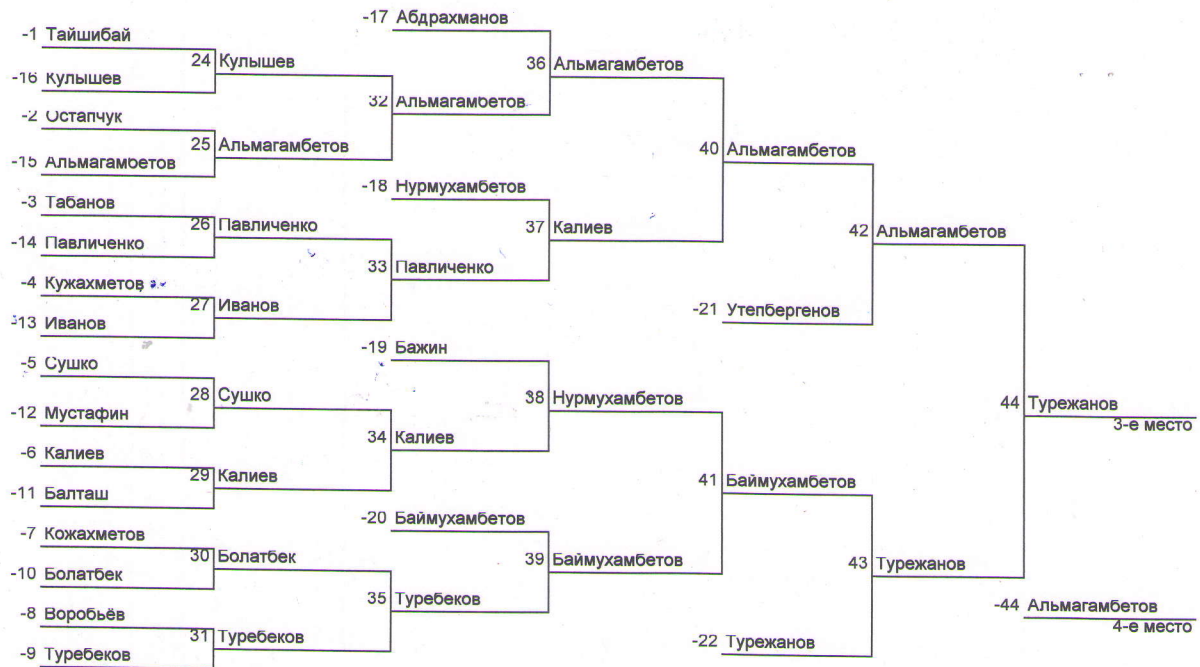 -17 Абдрахманов
-1 Тайшибай
24 Кулышев
36 Альмагамбетов
-16 Кулышев
32 Альмагамбетов
-2 Остапчук
25 Альмагамбетов
40 Альмагамбетов
-15 Альмагамбетов
-18 Нурмухамбетов
-3 Табанов
26 Павличенко
37 Калиев
42 Альмагамбетов
-14 Павличенко
33 Павличенко
-4 Кужахметов
27 Иванов
-21 Утепбергенов
-13 Иванов
-19 Бажин
-5 Сушко
28 Сушко
38 Нурмухамбетов
44 Турежанов
-12 Мустафин
3-е место
34 Калиев
-6 Калиев
29 Калиев
41 Баймухамбетов
-11 Балташ
-20 Баймухамбетов
-7 Кожахметов
30 Болатбек
39 Баймухамбетов
43 Турежанов
-10 Болатбек
35 Туребеков
-44 Альмагамбетов
-8 Воробьёв
4-е место
31 Туребеков
-22 Турежанов
-9 Туребеков